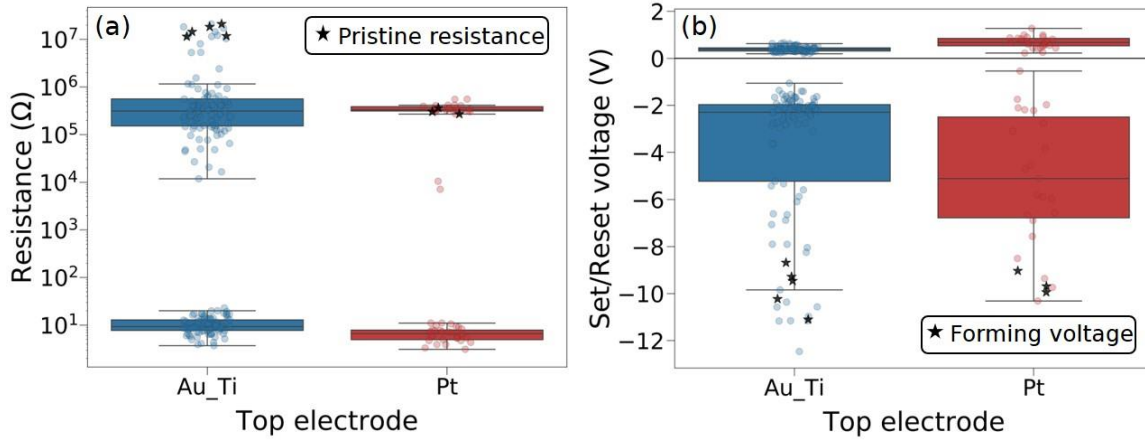 (a)
★ Pristine resistance
Resistance (Ω)
10⁷
10⁶
10⁵
10⁴
10³
10²
10¹
Au_Ti
Pt
Top electrode
(b)
Set/Reset voltage (V)
2
0
−2
−4
−6
−8
−10
−12
★ Forming voltage
Au_Ti
Pt
Top electrode